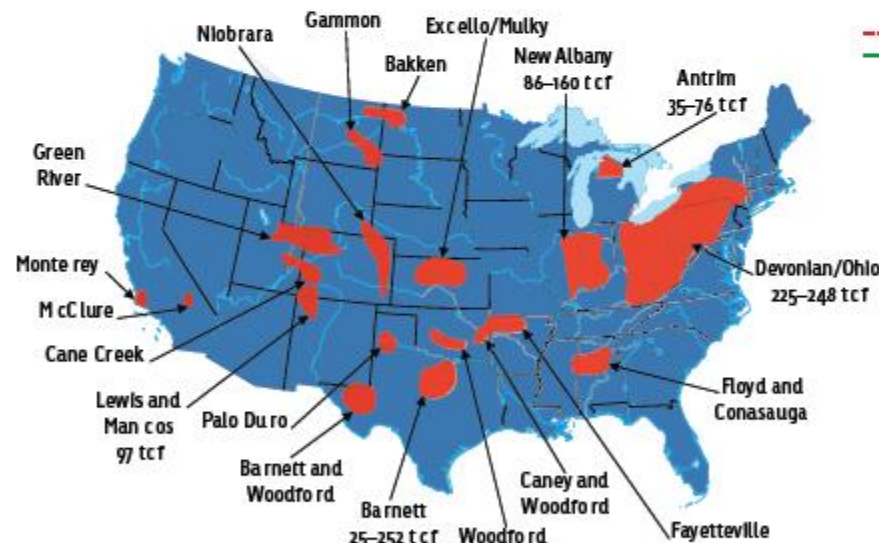 Gammon
Niobrara
Excello/Mulky
Bakken
New Albany
86–160 tcf
Antrim
35–76 tcf
Green
River
Monterey
McClure
Devonian/Ohio
225–248 tcf
Cane Creek
Lewis and
Mancos
97 tcf
Palo Duro
Floyd and
Conasauga
Barnett and
Woodford
Barnett
25–252 tcf
Woodford
Caney and
Woodford
Fayetteville